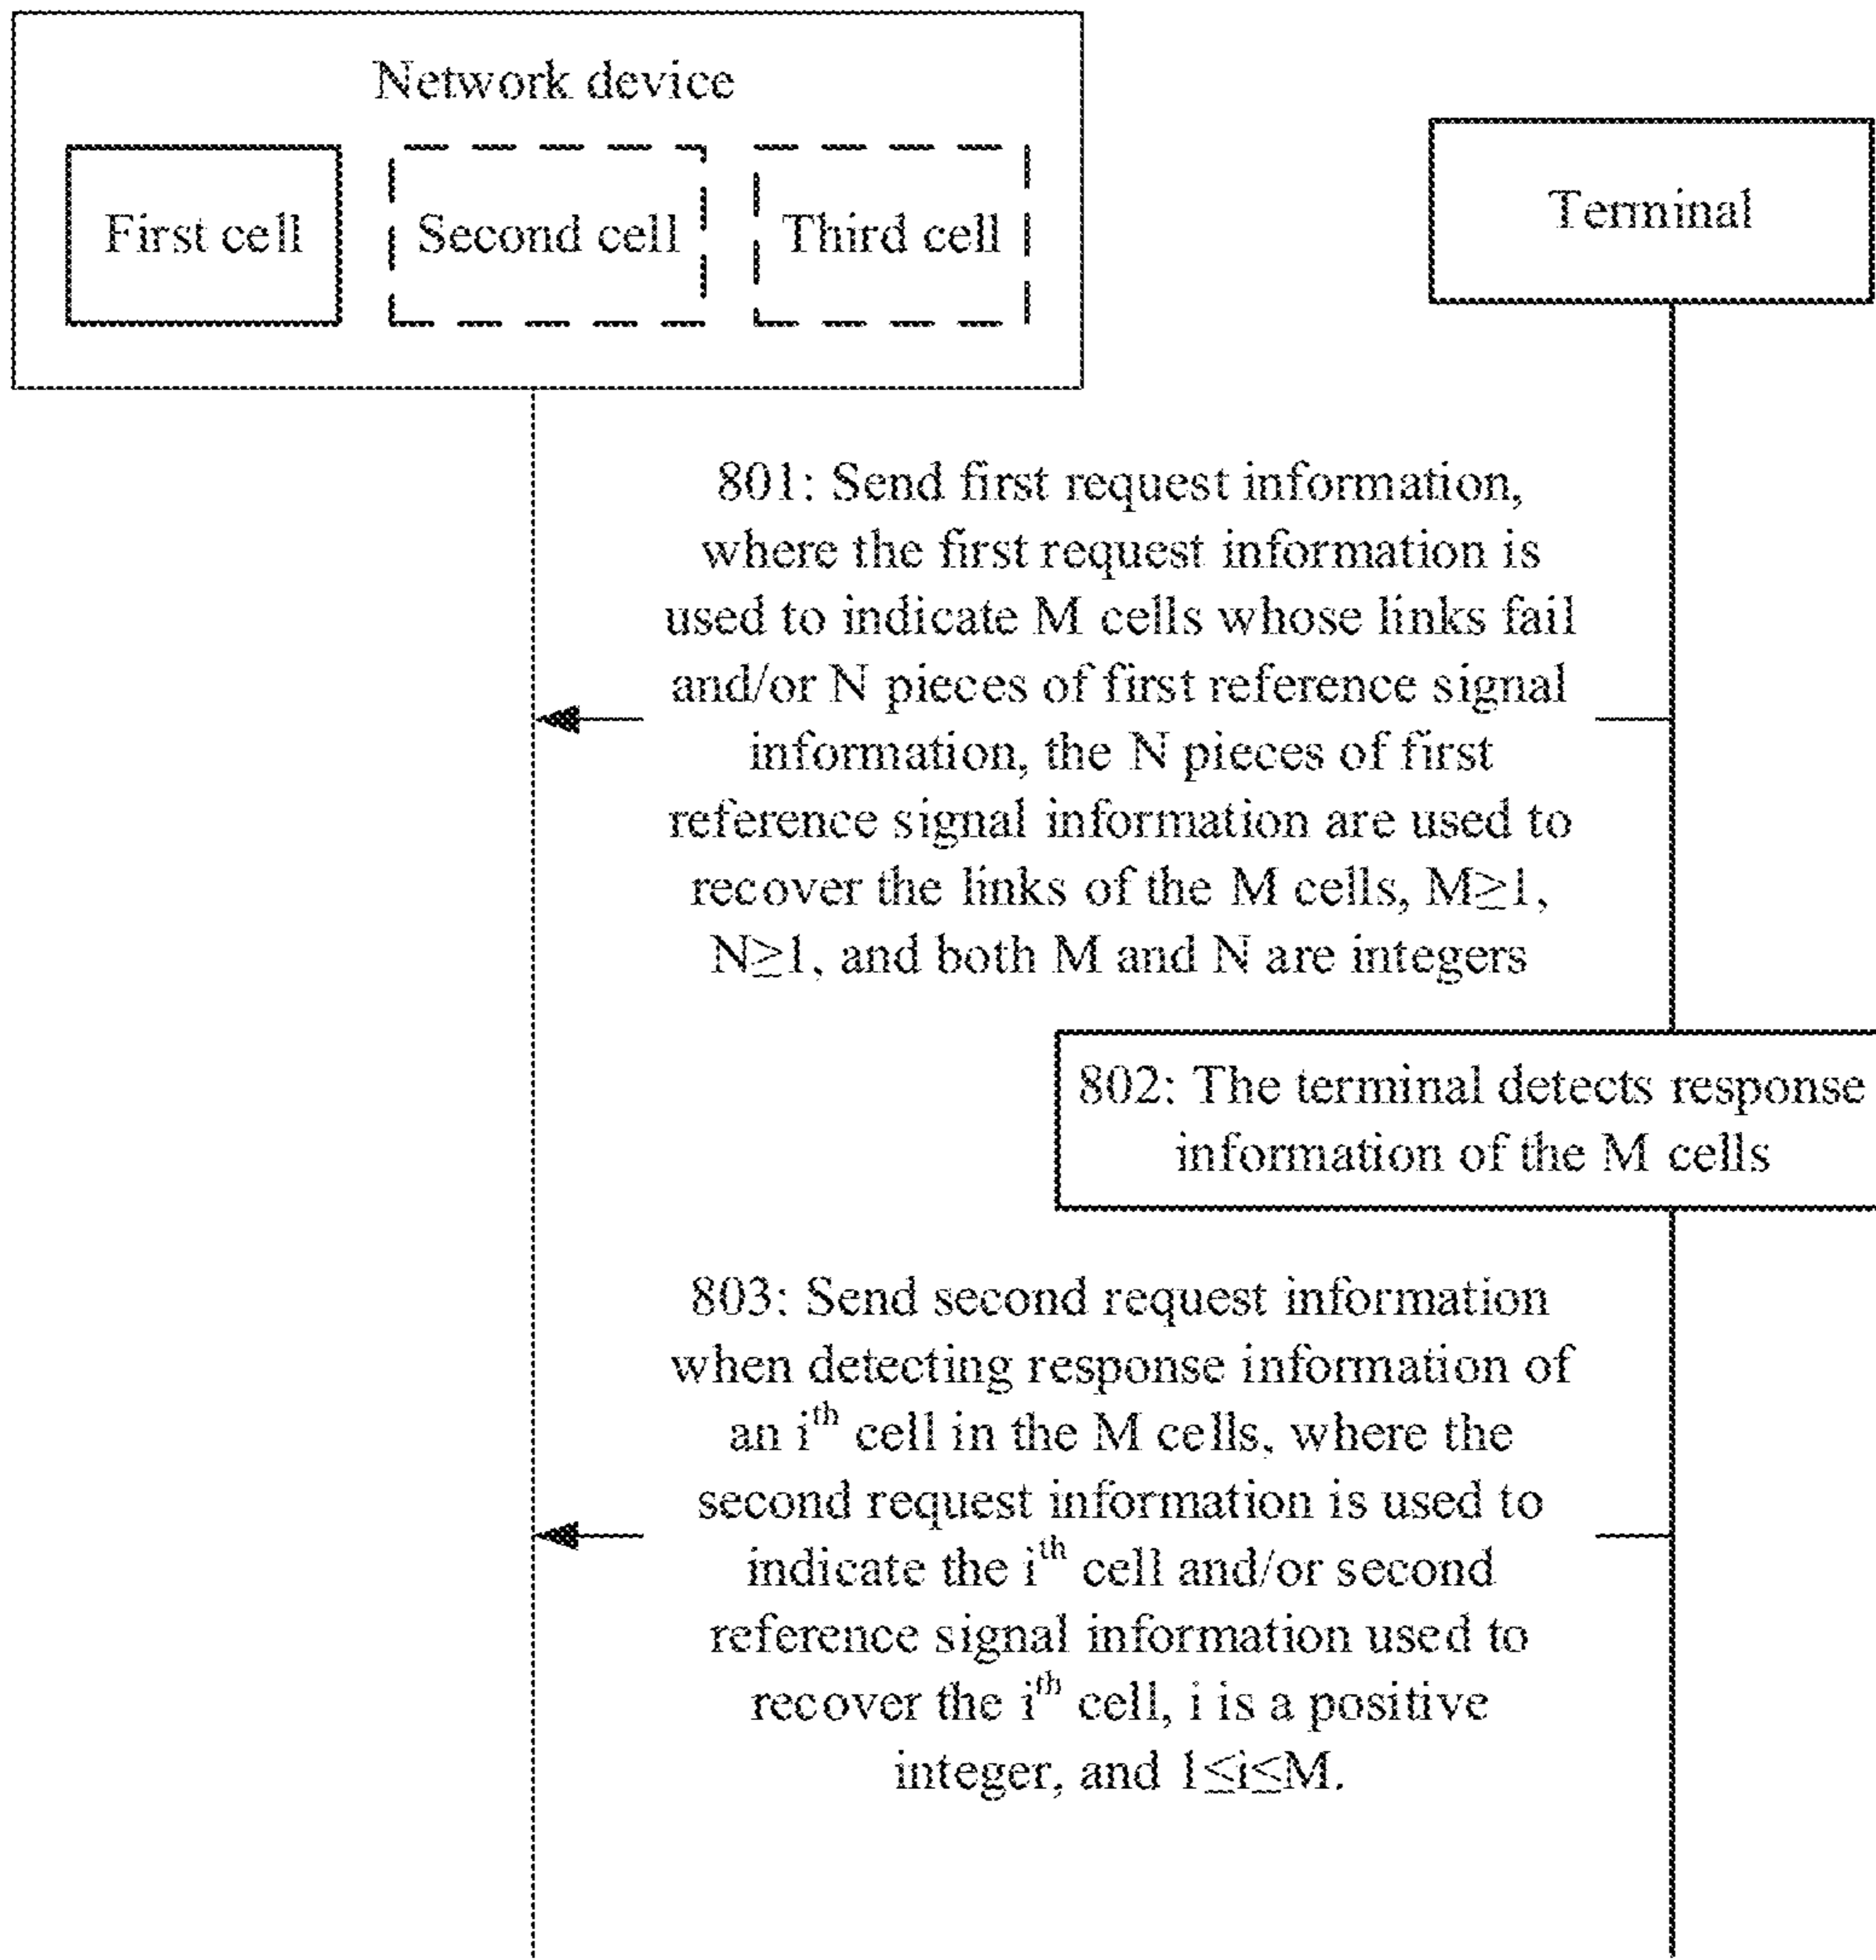 Network device
First cell
Second cell
Third cell
Terminal
801: Send first request information,
where the first request information is
used to indicate M cells whose links fail
and/or N pieces of first reference signal
information, the N pieces of first
reference signal information are used to
recover the links of the M cells, M≥1,
N≥1, and both M and N are integers
802: The terminal detects response
information of the M cells
803: Send second request information
when detecting response information of
an iᵗʰ cell in the M cells, where the
second request information is used to
indicate the iᵗʰ cell and/or second
reference signal information used to
recover the iᵗʰ cell, i is a positive
integer, and 1≤i≤M.